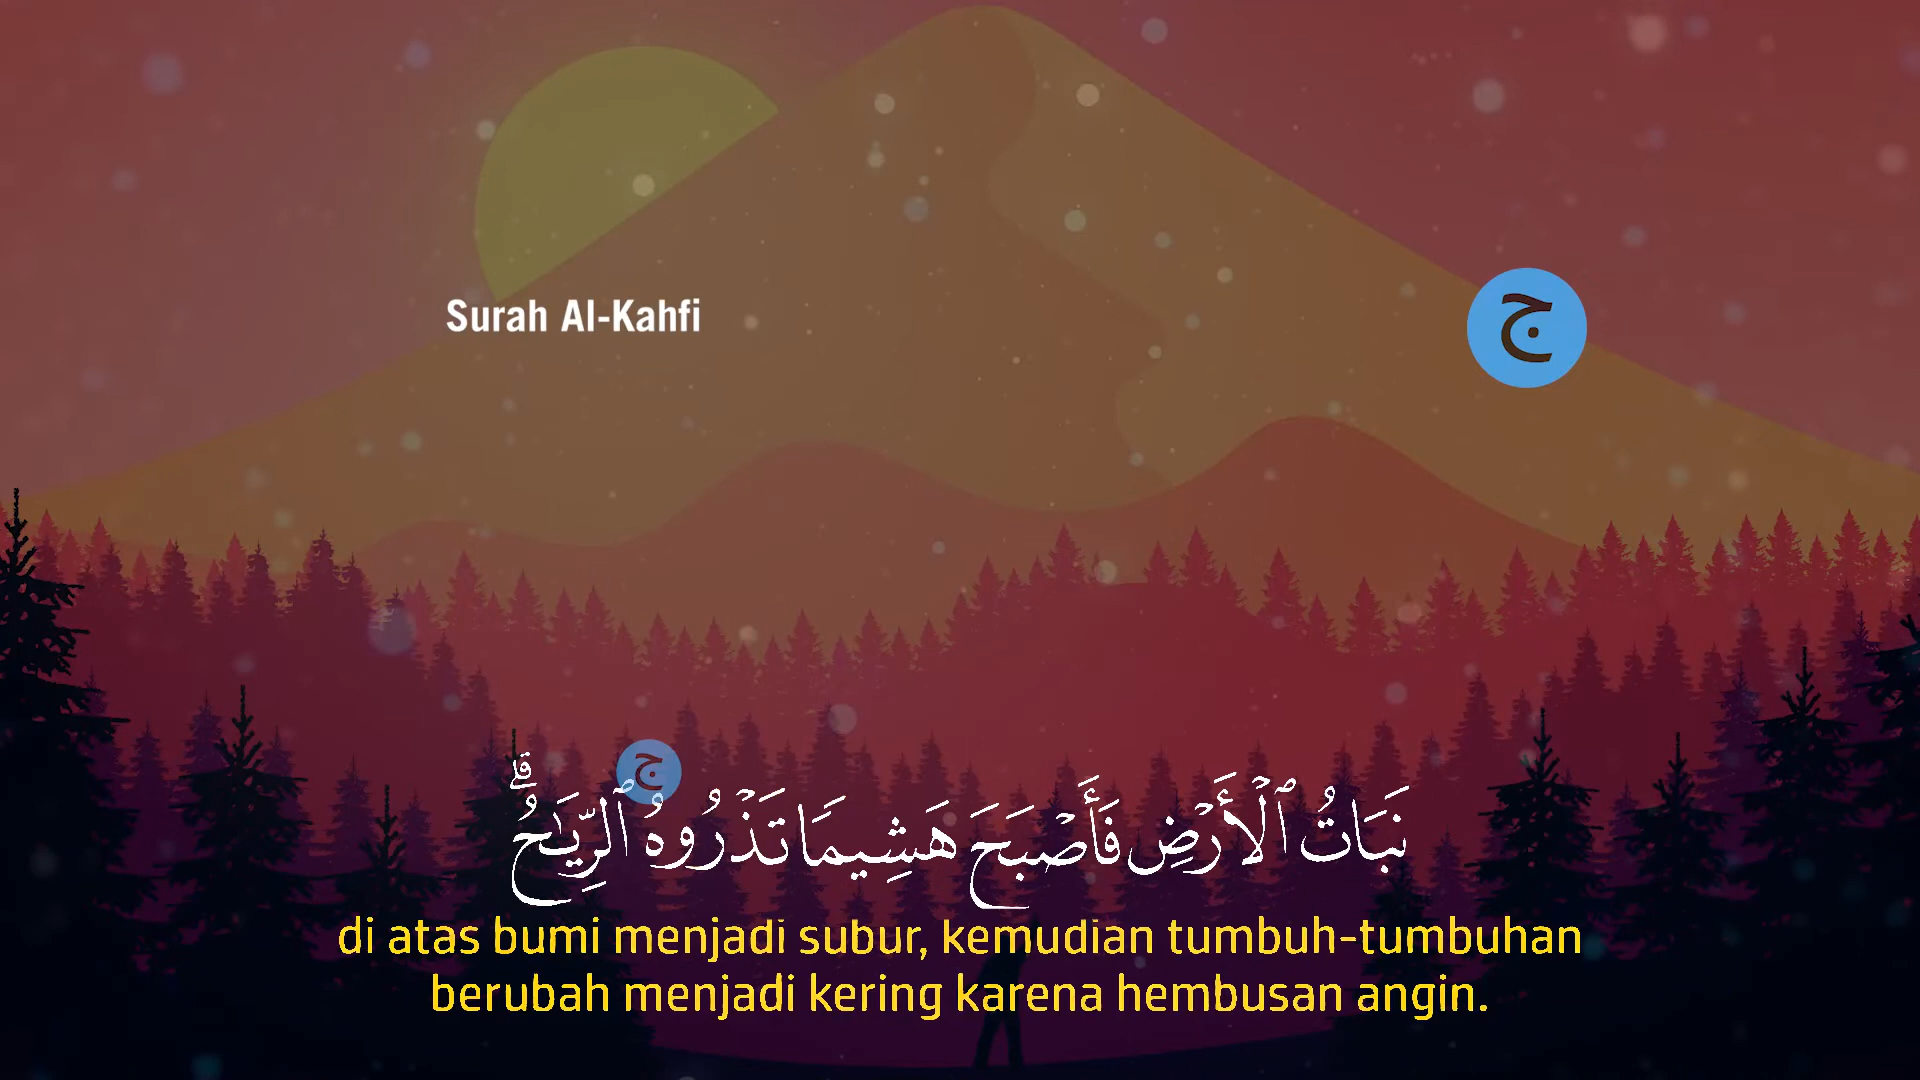 Surah Al-Kahfi
ج
ج
نَبَاتُ ٱلْأَرْضِ فَأَصْبَحَ هَشِيمًا تَذْرُوهُ ٱلرِّيَـٰحُ ۗ
di atas bumi menjadi subur, kemudian tumbuh-tumbuhan
berubah menjadi kering karena hembusan angin.